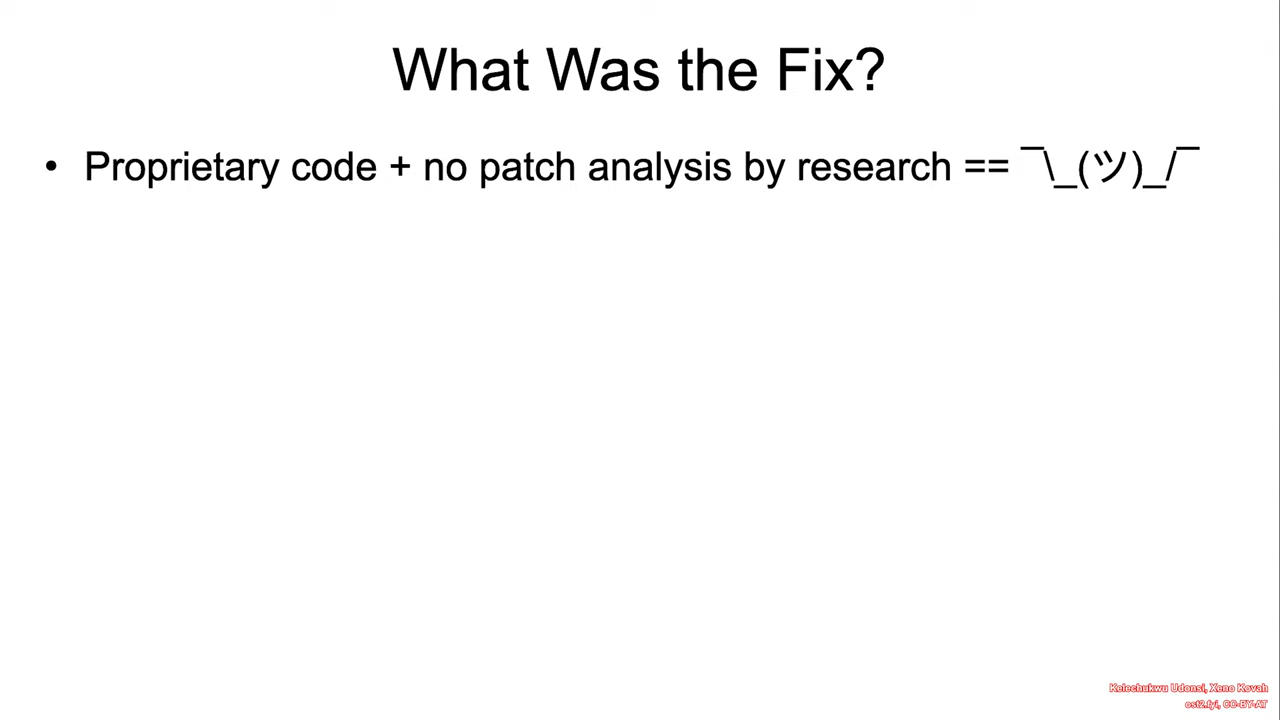 What Was the Fix?
• Proprietary code + no patch analysis by research == ¯\_(ツ)_/¯
Kelechukwu Udonsi, Xeno Kovah
ost2.fyi, CC-BY-AT